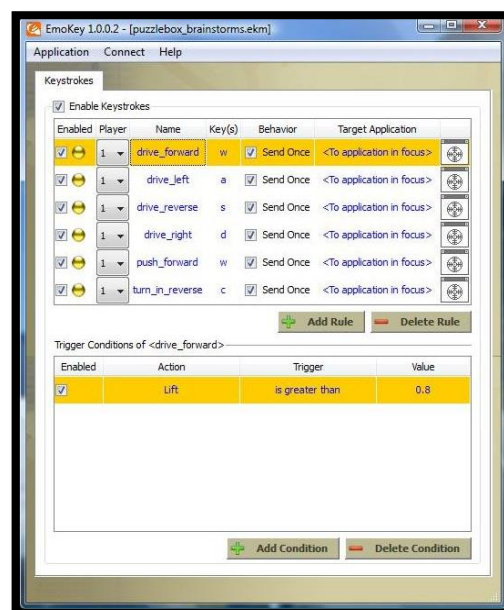 EmoKey 1.0.0.2 - [puzzlebox_brainstorms.ekm]
Application Connect Help
Keystrokes
Enable Keystrokes
Enabled Player Name Key(s) Behavior Target Application
1 drive_forward w Send Once <To application in focus>
1 drive_left a Send Once <To application in focus>
1 drive_reverse s Send Once <To application in focus>
1 drive_right d Send Once <To application in focus>
1 push_forward w Send Once <To application in focus>
1 turn_in_reverse c Send Once <To application in focus>
Add Rule Delete Rule
Trigger Conditions of <drive_forward>
Enabled Action Trigger Value
Lift is greater than 0.8
Add Condition Delete Condition